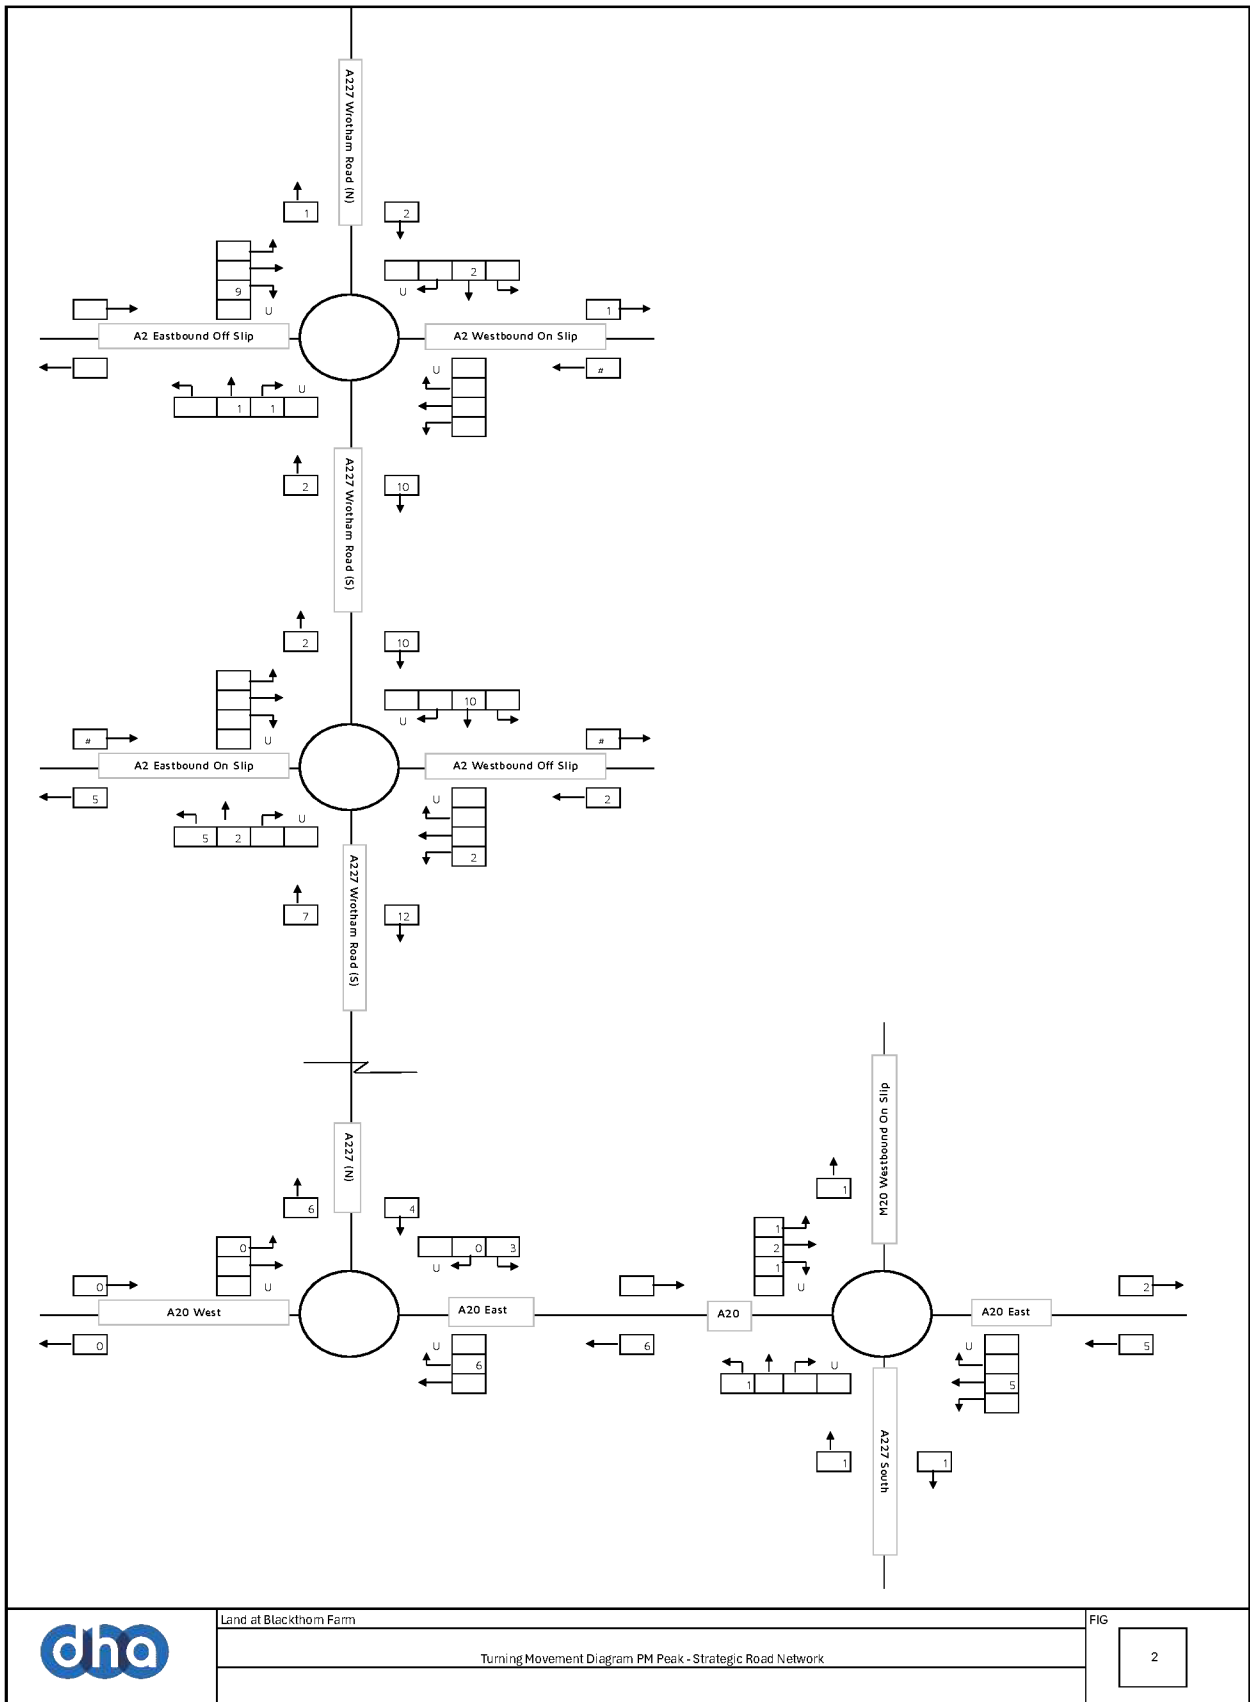 A227 Wrotham Road (N)
1
2
9
U
2
U
A2 Eastbound Off Slip
A2 Westbound On Slip
1
#
U
1 1
U
2
10
A227 Wrotham Road (S)
2
10
U
10
U
#
#
A2 Eastbound On Slip
A2 Westbound Off Slip
5
2
U
5 2
U
2
7
12
A227 Wrotham Road (S)
A227 (N)
6
4
0
U
0 3
U
0
A20 West
A20 East
0
6
U
6
M20 Westbound On Slip
1
1
2
1
U
2
A20
A20 East
5
U
1
U
5
1
1
A227 South
dha
Land at Blackthorn Farm
Turning Movement Diagram PM Peak - Strategic Road Network
FIG
2